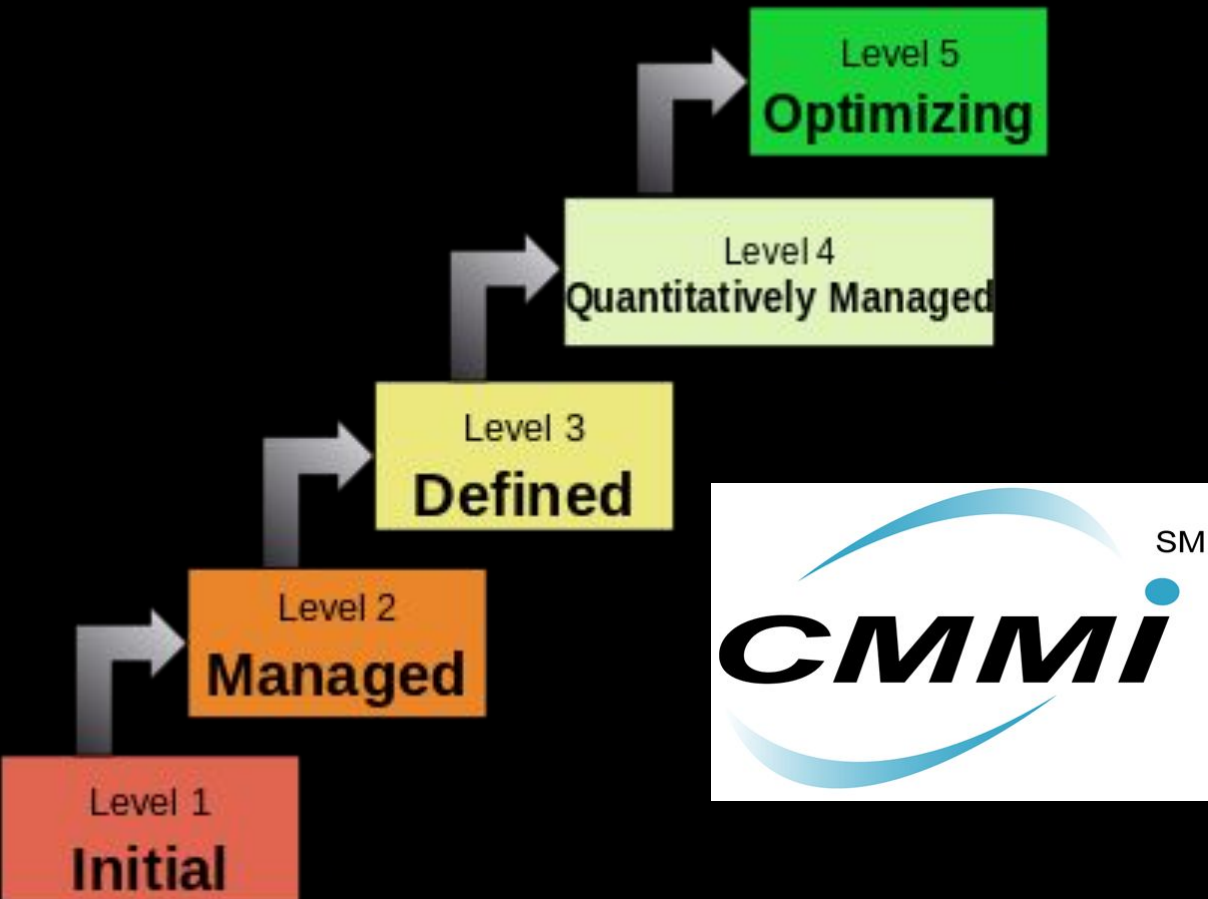 Level 5
Optimizing
Level 4
Quantitatively Managed
Level 3
Defined
SM
CMMi
Level 2
Managed
Level 1
Initial